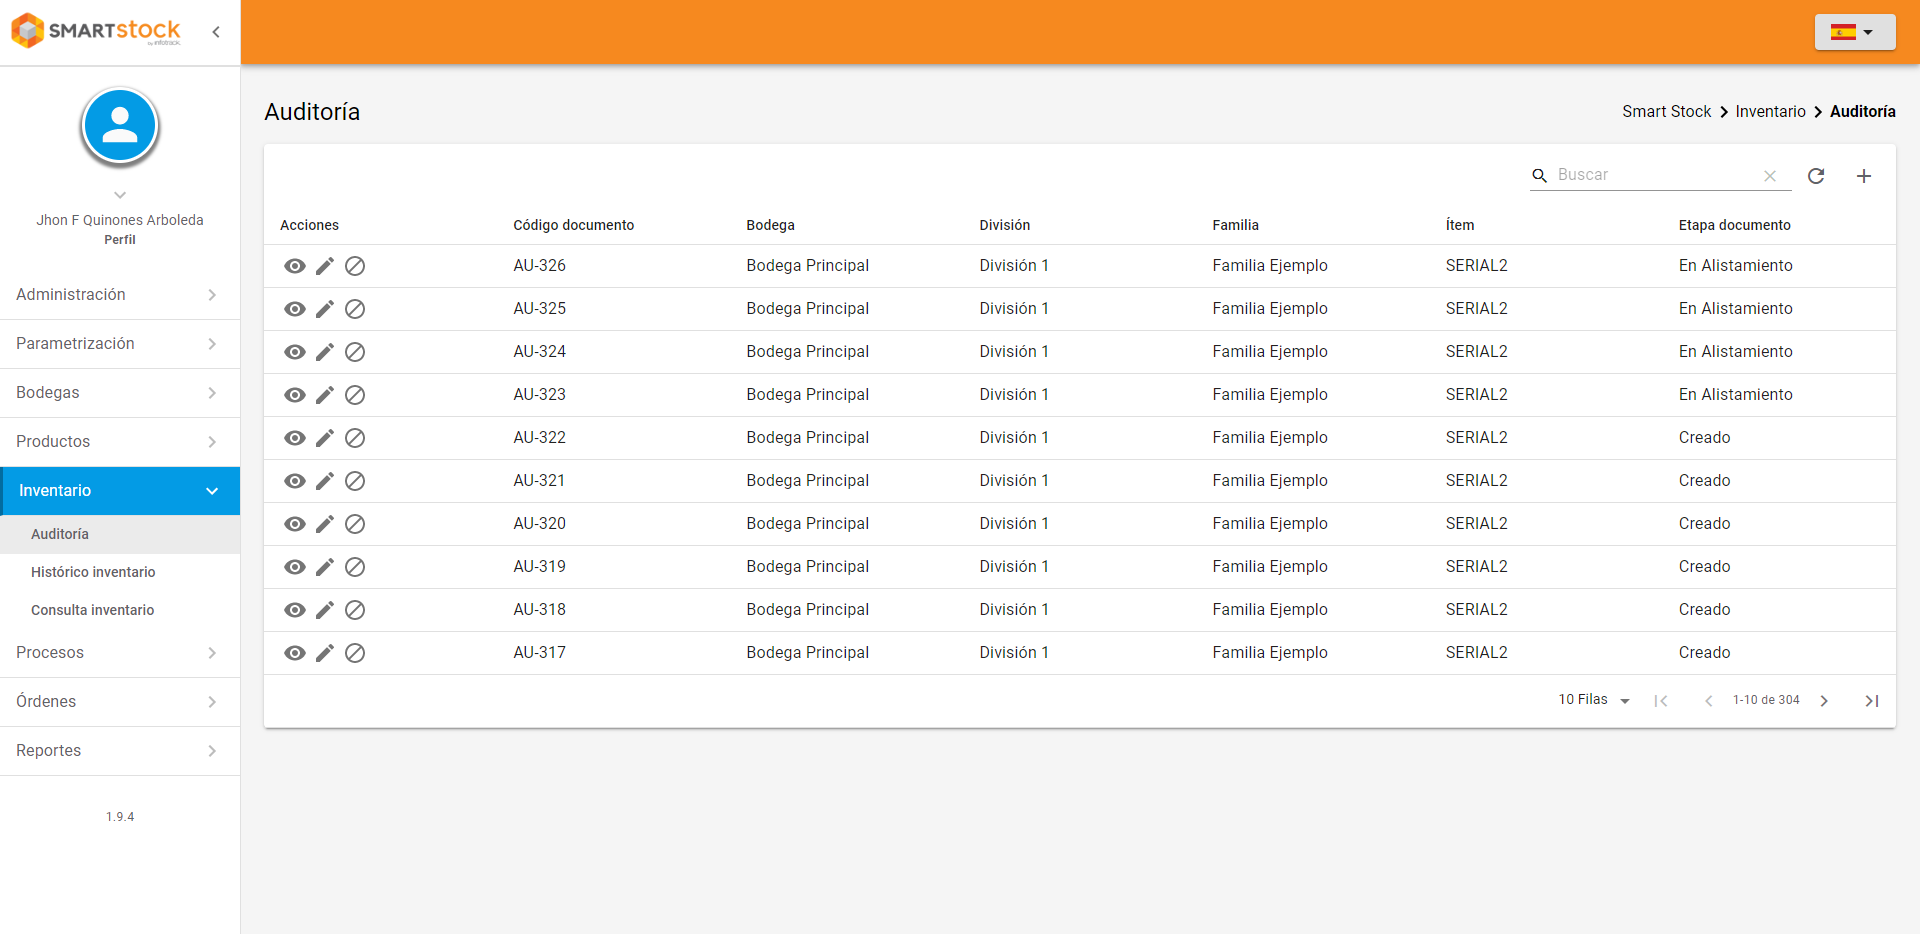 SMARTstock
by infotrack.
Jhon F Quinones Arboleda
Perfil
Administración
Parametrización
Bodegas
Productos
Inventario
Auditoría
Histórico inventario
Consulta inventario
Procesos
Órdenes
Reportes
1.9.4
Auditoría
Smart Stock Inventario Auditoría
Buscar
Acciones Código documento Bodega División Familia Ítem Etapa documento
AU-326 Bodega Principal División 1 Familia Ejemplo SERIAL2 En Alistamiento
AU-325 Bodega Principal División 1 Familia Ejemplo SERIAL2 En Alistamiento
AU-324 Bodega Principal División 1 Familia Ejemplo SERIAL2 En Alistamiento
AU-323 Bodega Principal División 1 Familia Ejemplo SERIAL2 En Alistamiento
AU-322 Bodega Principal División 1 Familia Ejemplo SERIAL2 Creado
AU-321 Bodega Principal División 1 Familia Ejemplo SERIAL2 Creado
AU-320 Bodega Principal División 1 Familia Ejemplo SERIAL2 Creado
AU-319 Bodega Principal División 1 Familia Ejemplo SERIAL2 Creado
AU-318 Bodega Principal División 1 Familia Ejemplo SERIAL2 Creado
AU-317 Bodega Principal División 1 Familia Ejemplo SERIAL2 Creado
10 Filas 1-10 de 304